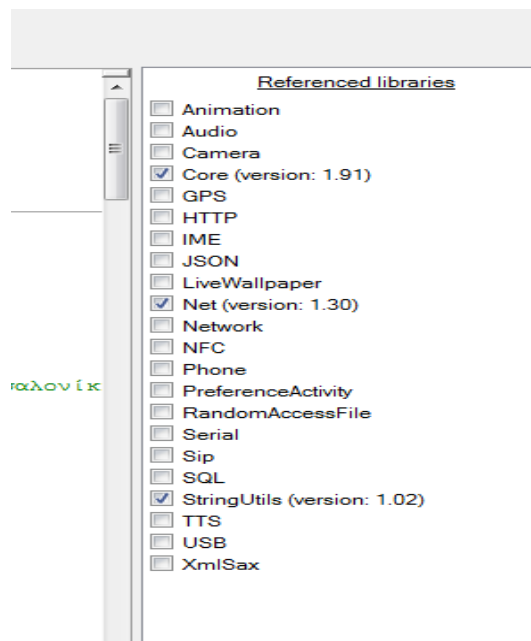 Referenced libraries
Animation
Audio
Camera
Core (version: 1.91)
GPS
HTTP
IME
JSON
LiveWallpaper
Net (version: 1.30)
Network
NFC
Phone
PreferenceActivity
RandomAccessFile
Serial
Sip
SQL
StringUtils (version: 1.02)
TTS
USB
XmlSax